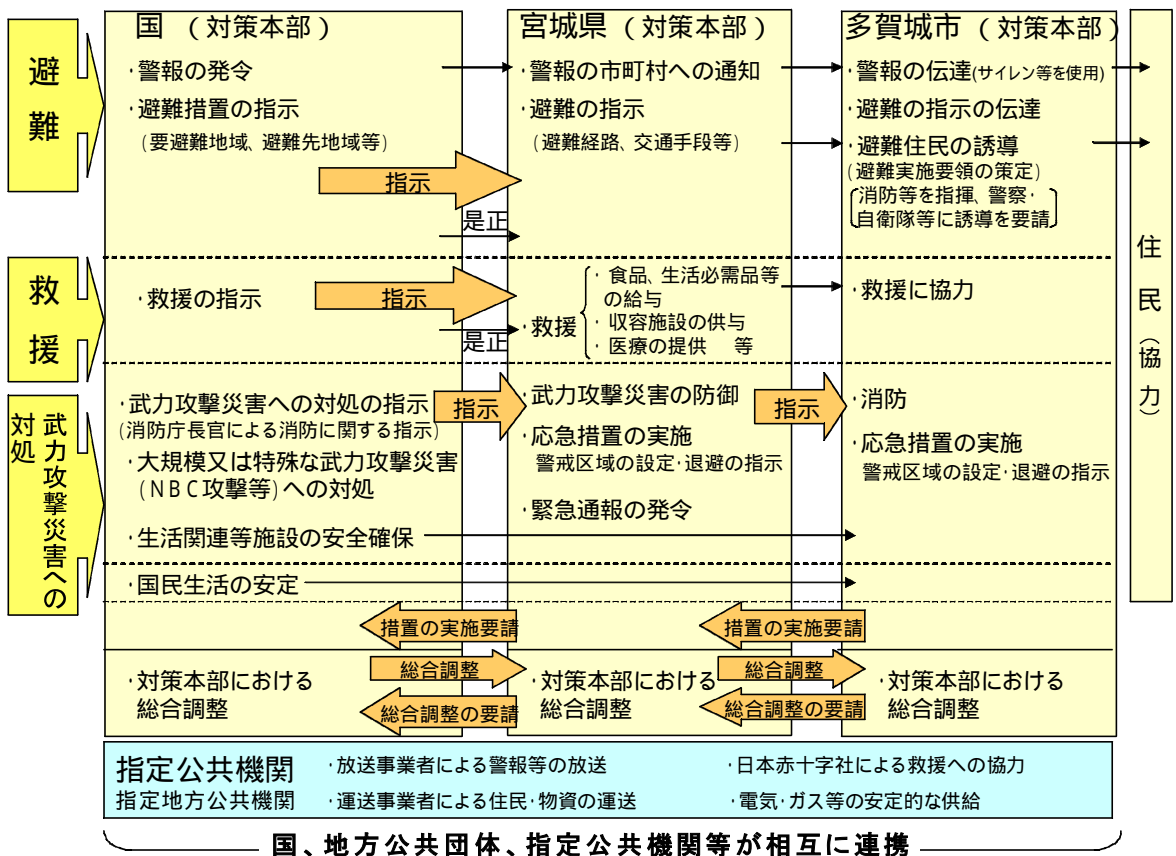 避難
救援
武力攻撃災害への
対処
国 (対策本部)
・警報の発令
・避難措置の指示
(要避難地域、避難先地域等)
指示
是正
・救援の指示
指示
是正
・武力攻撃災害への対処の指示
(消防庁長官による消防に関する指示)
・大規模又は特殊な武力攻撃災害
(NBC攻撃等)への対処
指示
・生活関連等施設の安全確保
・国民生活の安定
措置の実施要請
・対策本部における
総合調整
総合調整
総合調整の要請
宮城県 (対策本部)
・警報の市町村への通知
・避難の指示
(避難経路、交通手段等)
・救援
・食品、生活必需品等
の給与
・収容施設の供与
・医療の提供 等
・武力攻撃災害の防御
・応急措置の実施
警戒区域の設定・退避の指示
・緊急通報の発令
指示
措置の実施要請
・対策本部における
総合調整
総合調整
総合調整の要請
多賀城市 (対策本部)
・警報の伝達(サイレン等を使用)
・避難の指示の伝達
・避難住民の誘導
(避難実施要領の策定)
消防等を指揮、警察・
自衛隊等に誘導を要請
・救援に協力
・消防
・応急措置の実施
警戒区域の設定・退避の指示
・対策本部における
総合調整
住民(協力)
指定公共機関
指定地方公共機関
・放送事業者による警報等の放送
・日本赤十字社による救援への協力
・運送事業者による住民・物資の運送
・電気・ガス等の安定的な供給
国、地方公共団体、指定公共機関等が相互に連携